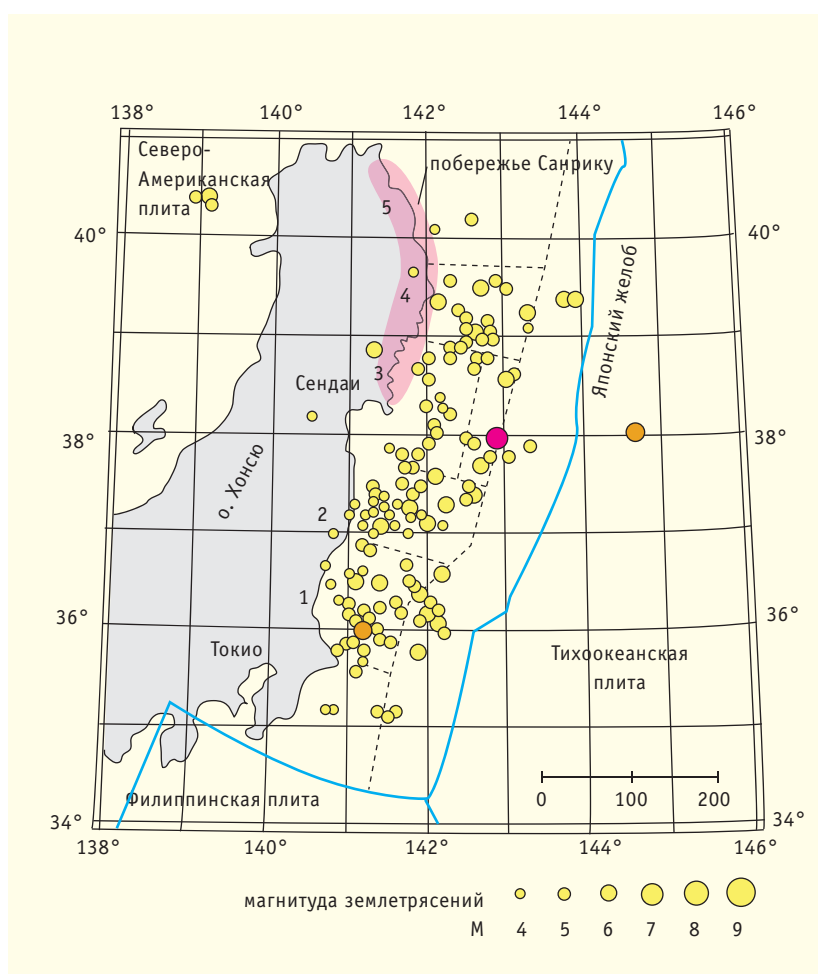 138° 140° 142° 144° 146°
Северо-
Американская
плита
побережье Санрику
5
40° 40°
Японский желоб
4
3
Сендаи
38° 38°
о. Хонсю
2
1
36° 36°
Токио
Тихоокеанская
плита
0 100 200
Филиппинская плита
34° 34°
138° 140° 142° 144° 146°
магнитуда землетрясений
М 4 5 6 7 8 9